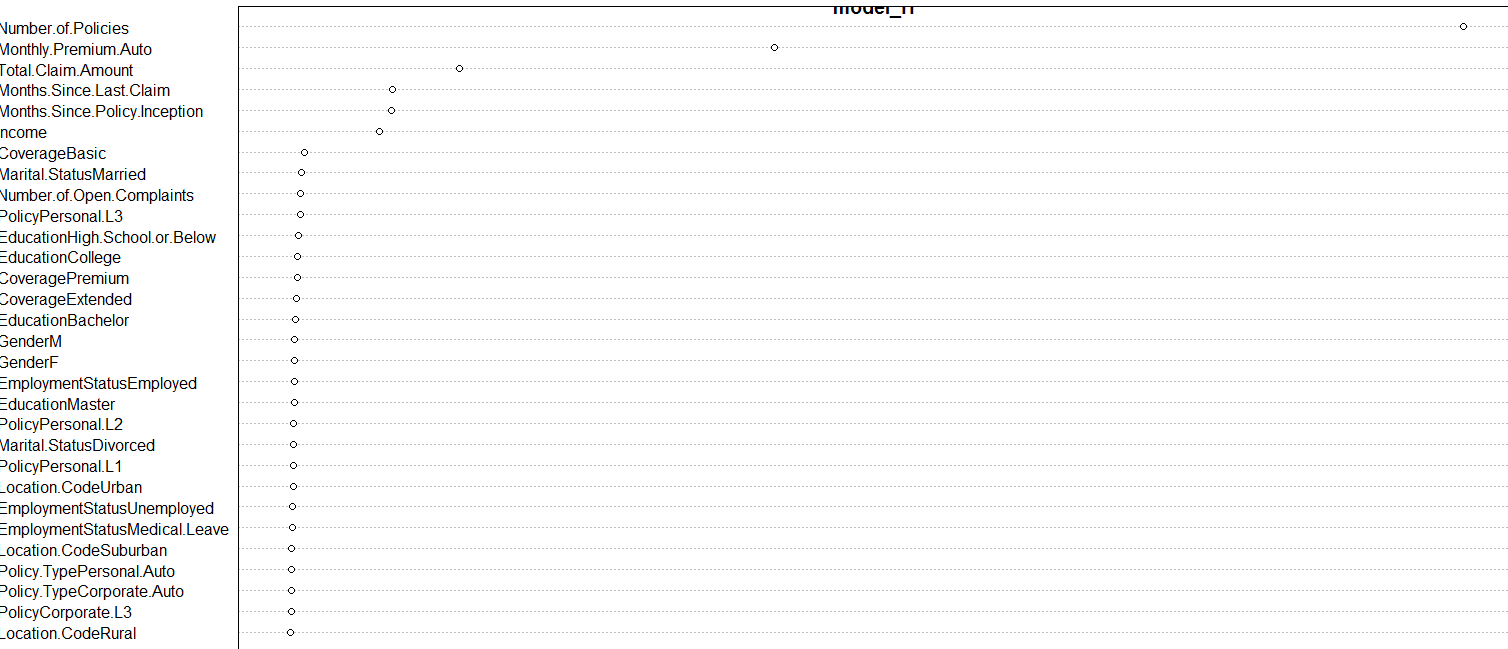 Number.of.Policies
Monthly.Premium.Auto
Total.Claim.Amount
Months.Since.Last.Claim
Months.Since.Policy.Inception
ncome
CoverageBasic
Marital.StatusMarried
Number.of.Open.Complaints
PolicyPersonal.L3
EducationHigh.School.or.Below
EducationCollege
CoveragePremium
CoverageExtended
EducationBachelor
GenderM
GenderF
EmploymentStatusEmployed
EducationMaster
PolicyPersonal.L2
Marital.StatusDivorced
PolicyPersonal.L1
Location.CodeUrban
EmploymentStatusUnemployed
EmploymentStatusMedical.Leave
Location.CodeSuburban
Policy.TypePersonal.Auto
Policy.TypeCorporate.Auto
PolicyCorporate.L3
Location.CodeRural